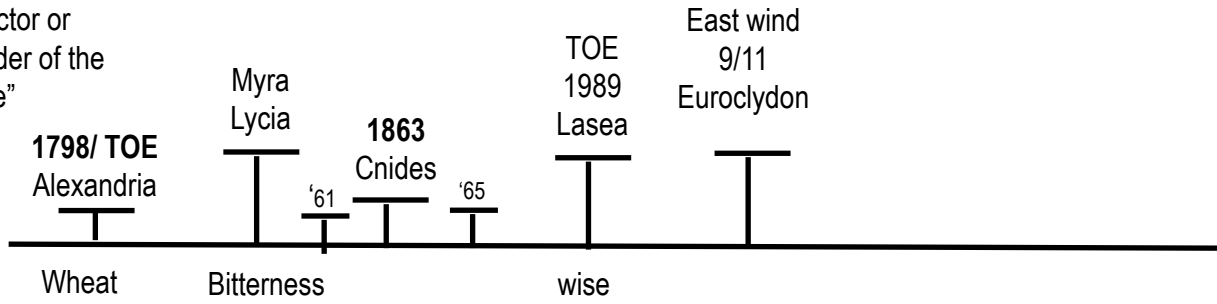 ctor or
der of the
e”
1798/ TOE
Alexandria
Myra
Lycia
‘61
1863
Cnides
‘65
TOE
1989
Lasea
East wind
9/11
Euroclydon
Wheat
Bitterness
wise